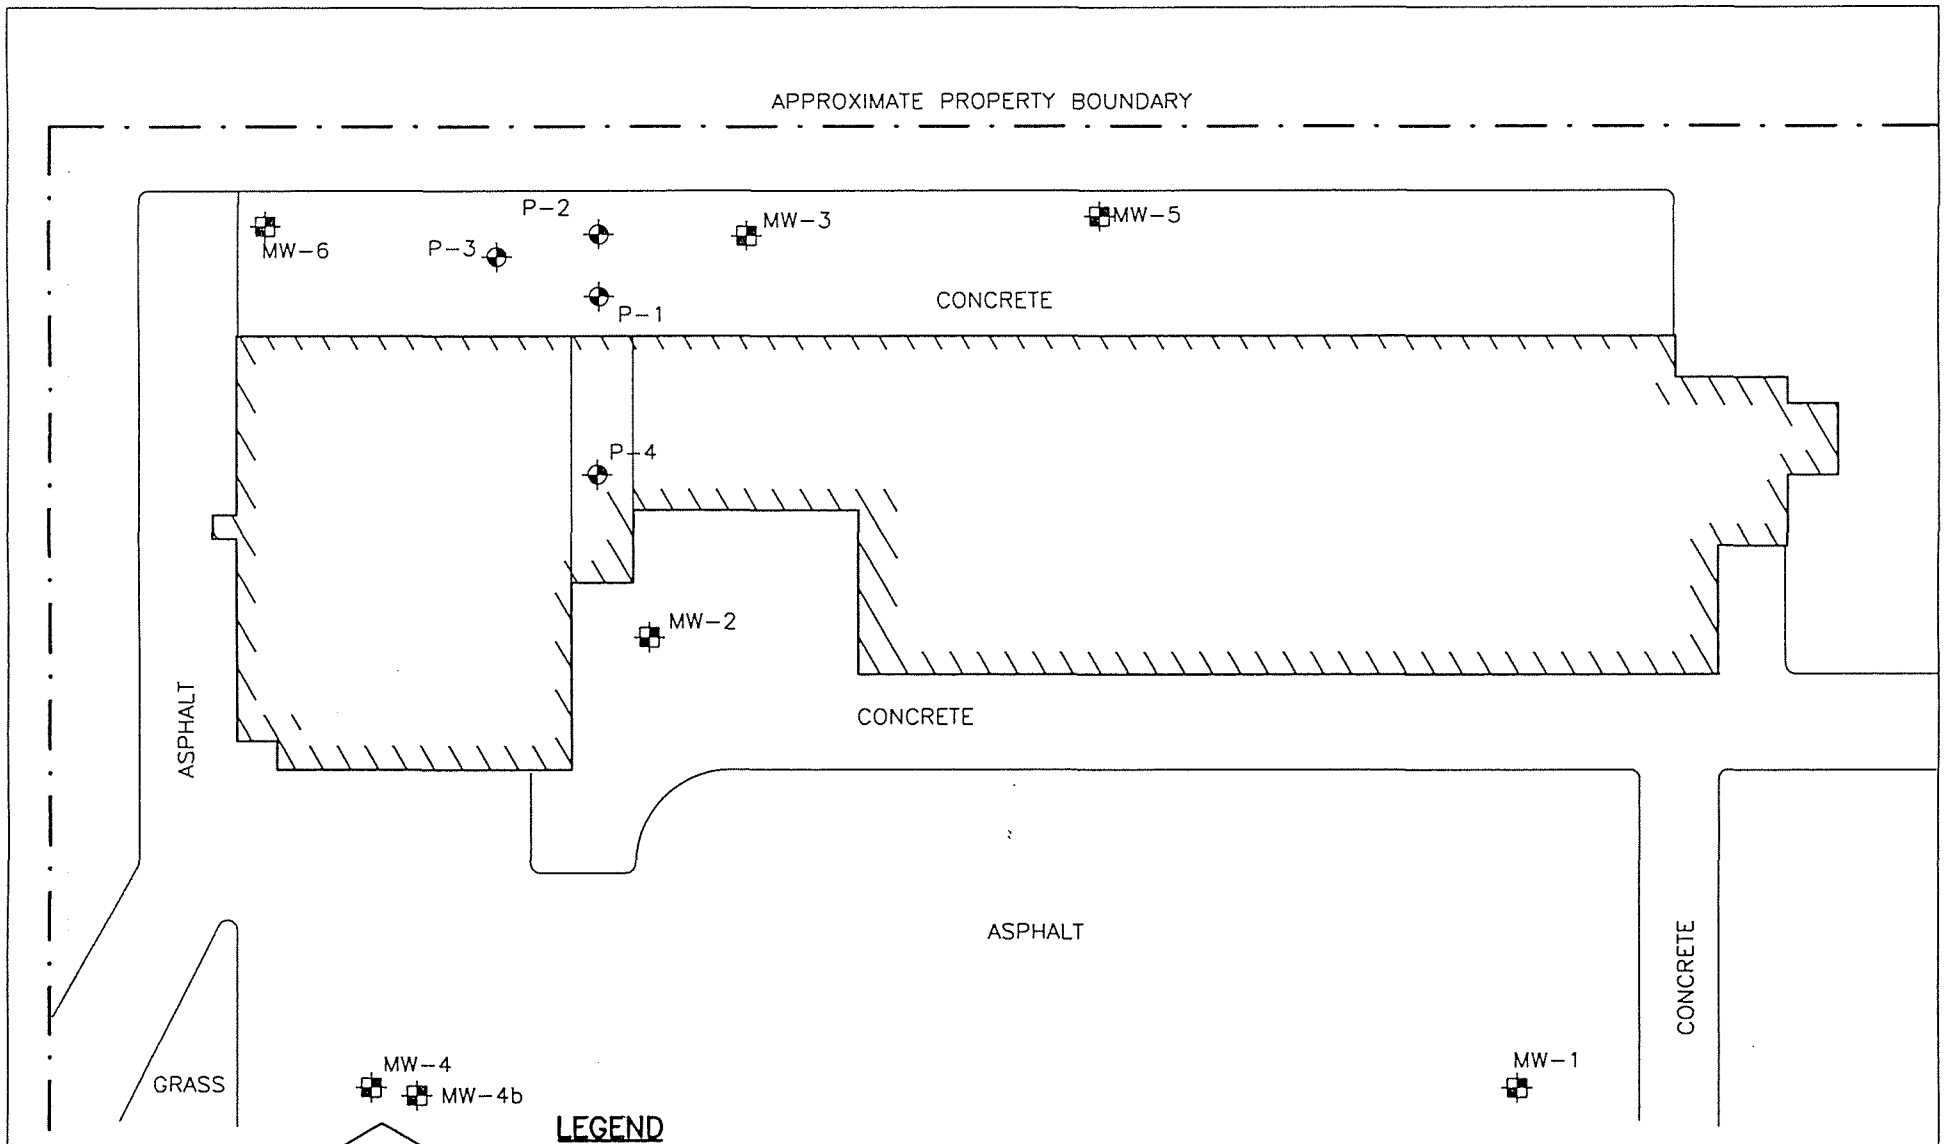 APPROXIMATE PROPERTY BOUNDARY
P-2
MW-3
MW-5
MW-6
P-3
CONCRETE
P-1
P-4
MW-2
ASPHALT
CONCRETE
ASPHALT
CONCRETE
MW-4
MW-1
GRASS
MW-4b
LEGEND